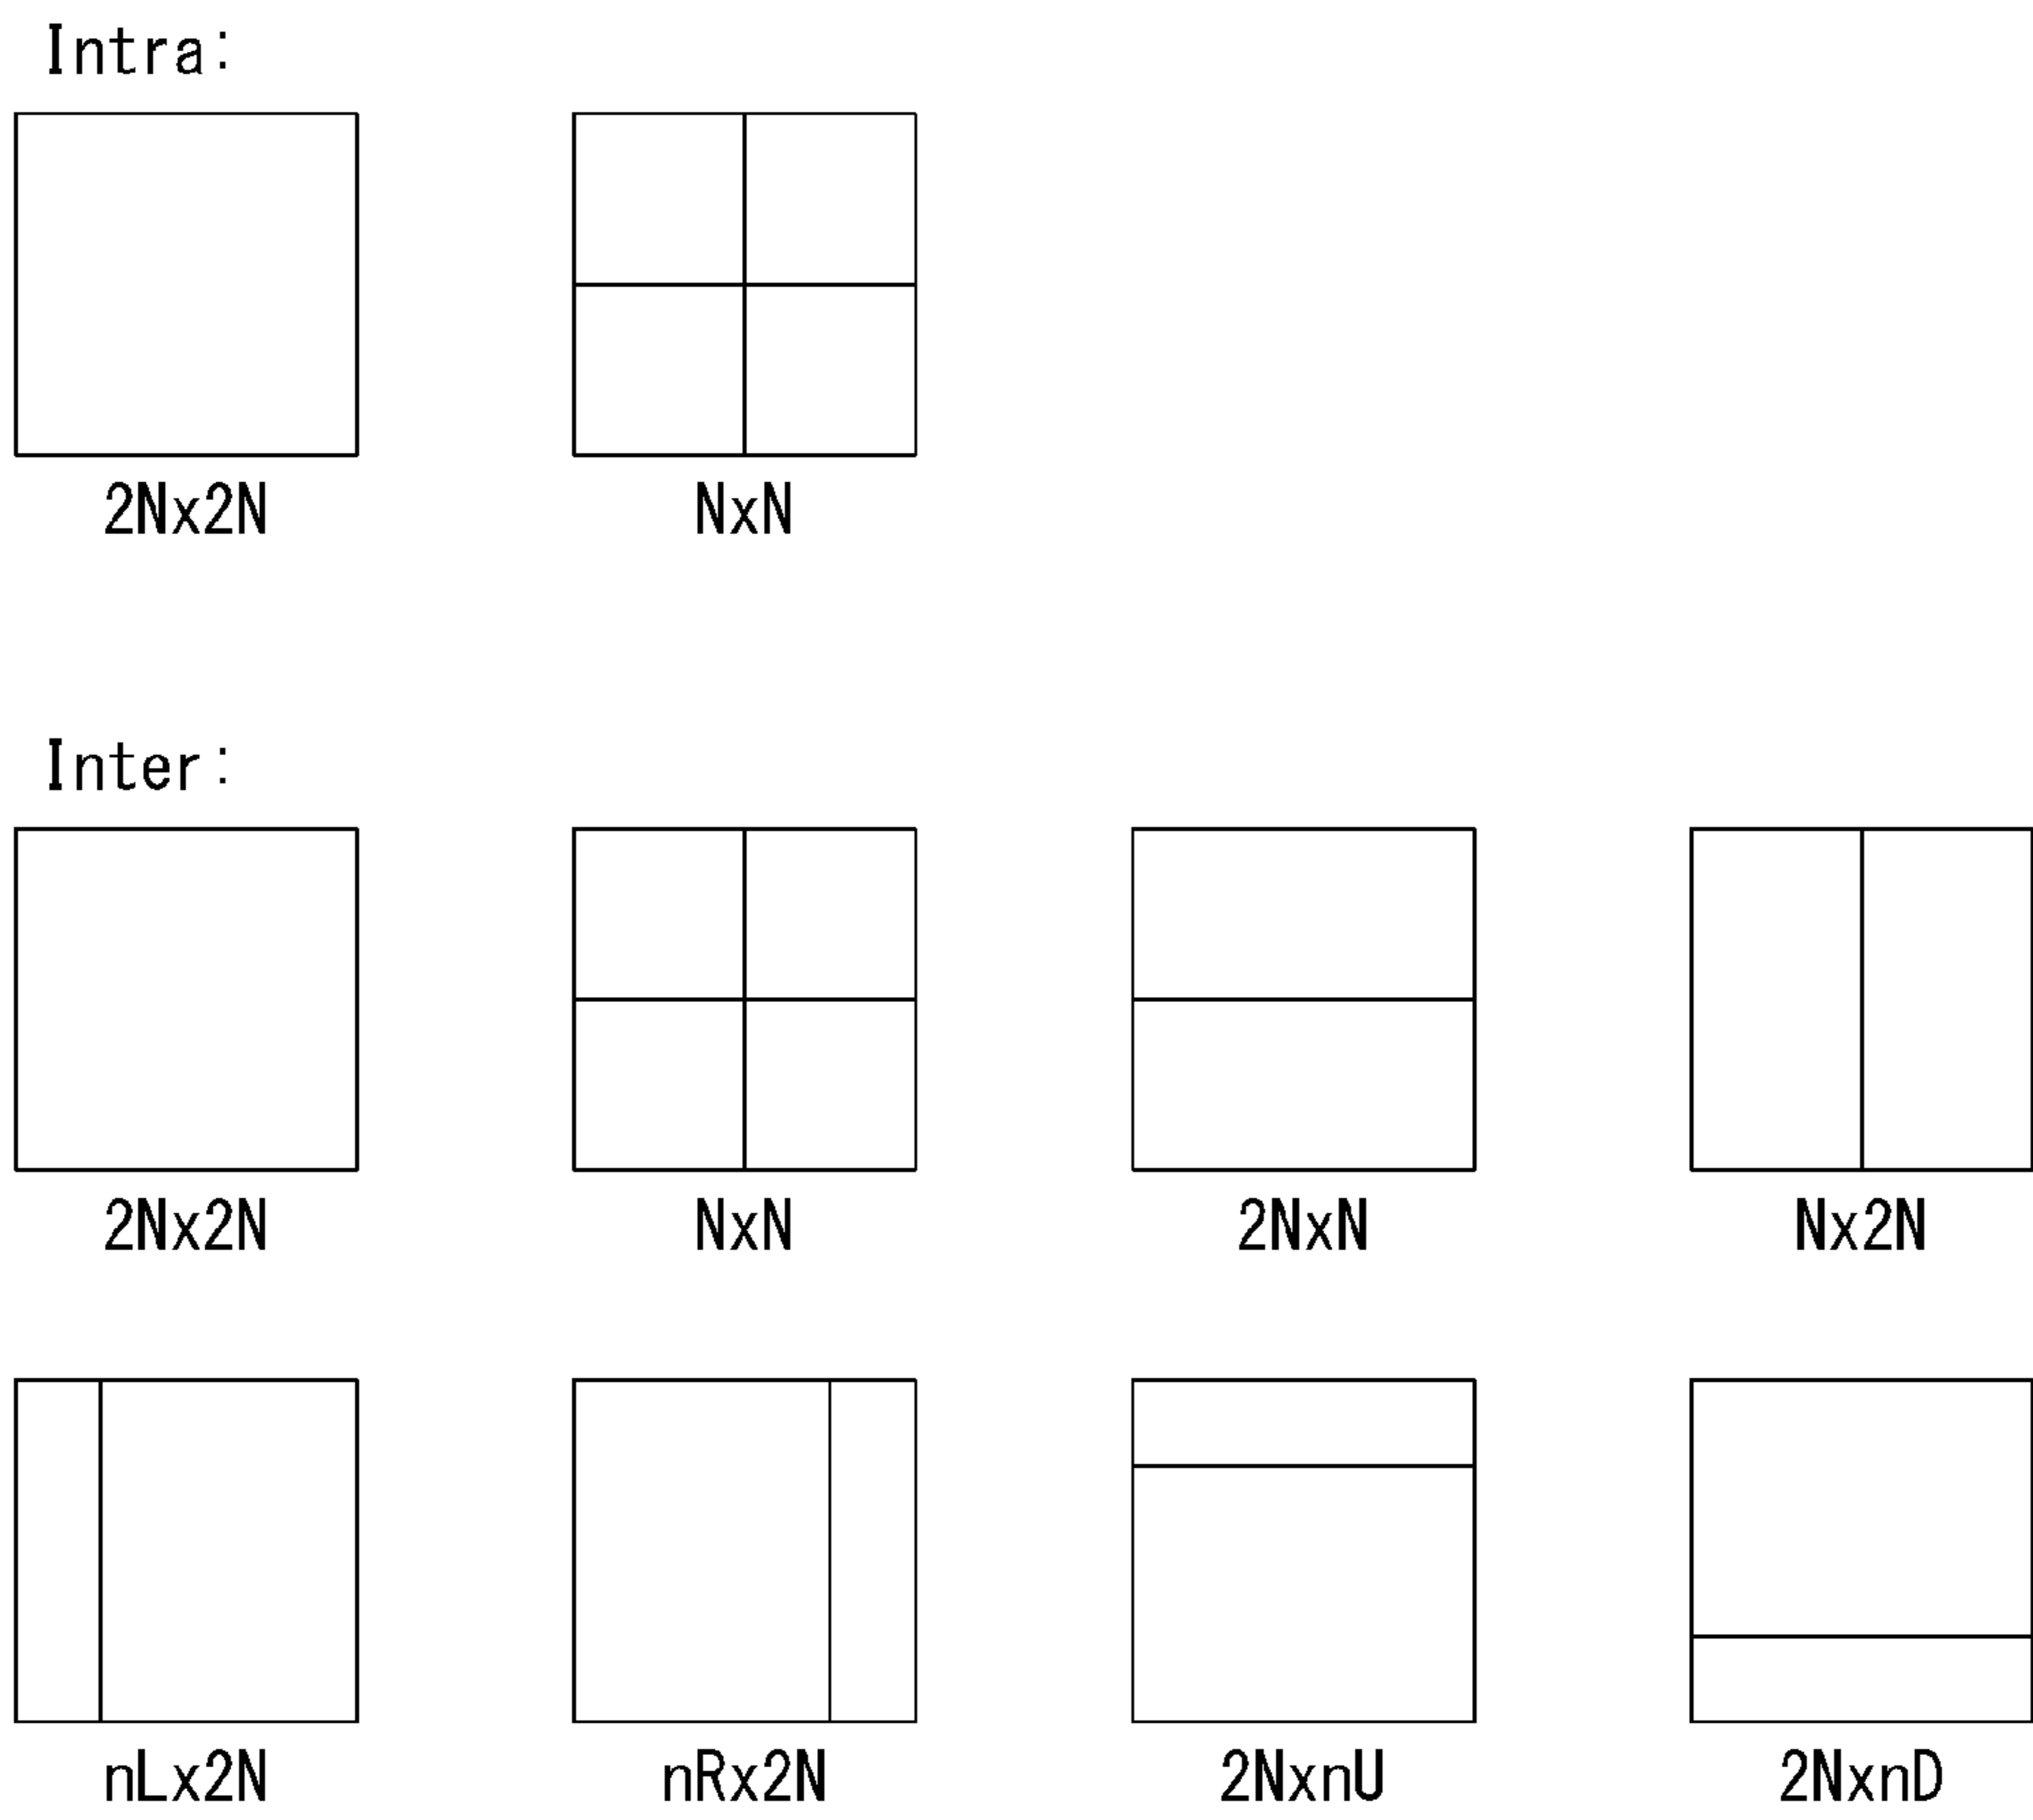 Intra:
2Nx2N NxN
Inter:
2Nx2N NxN 2NxN Nx2N
nLx2N nRx2N 2NxnU 2NxnD